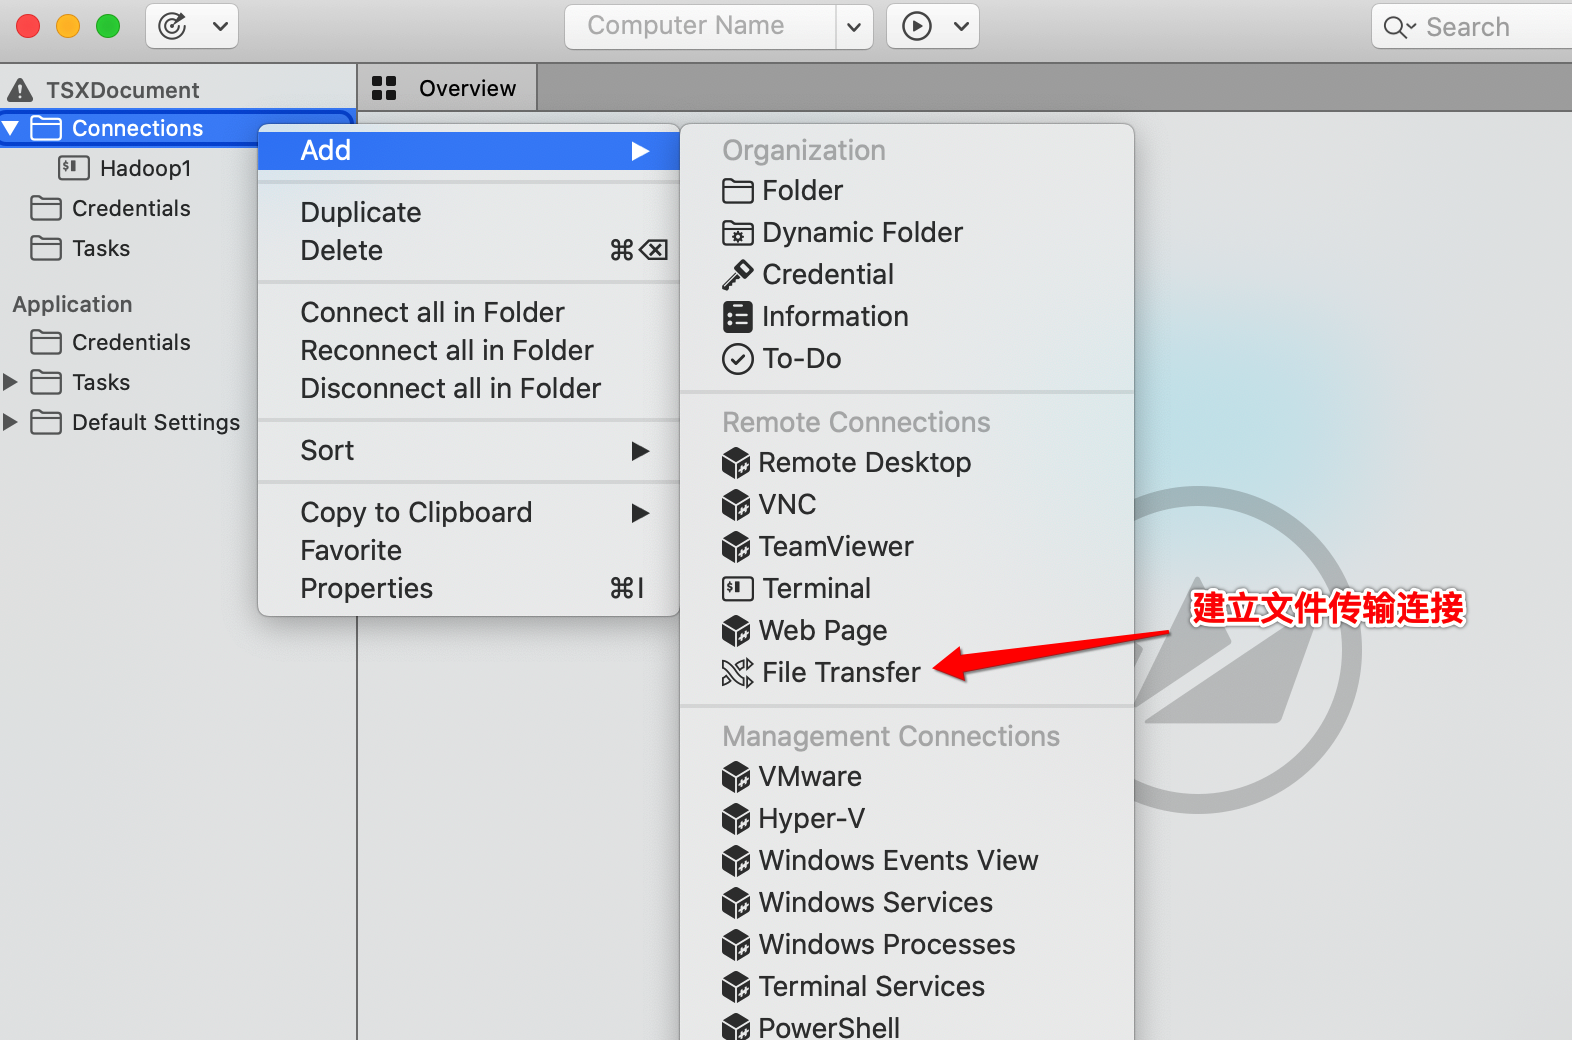 Computer Name
Search
TSXDocument
Overview
Connections
Hadoop1
Credentials
Tasks
Application
Credentials
Tasks
Default Settings
Add
Duplicate
Delete ⌘⌫
Connect all in Folder
Reconnect all in Folder
Disconnect all in Folder
Sort
Copy to Clipboard
Favorite
Properties ⌘I
Organization
Folder
Dynamic Folder
Credential
Information
To-Do
Remote Connections
Remote Desktop
VNC
TeamViewer
Terminal
Web Page
File Transfer
建立文件传输连接
Management Connections
VMware
Hyper-V
Windows Events View
Windows Services
Windows Processes
Terminal Services
PowerShell